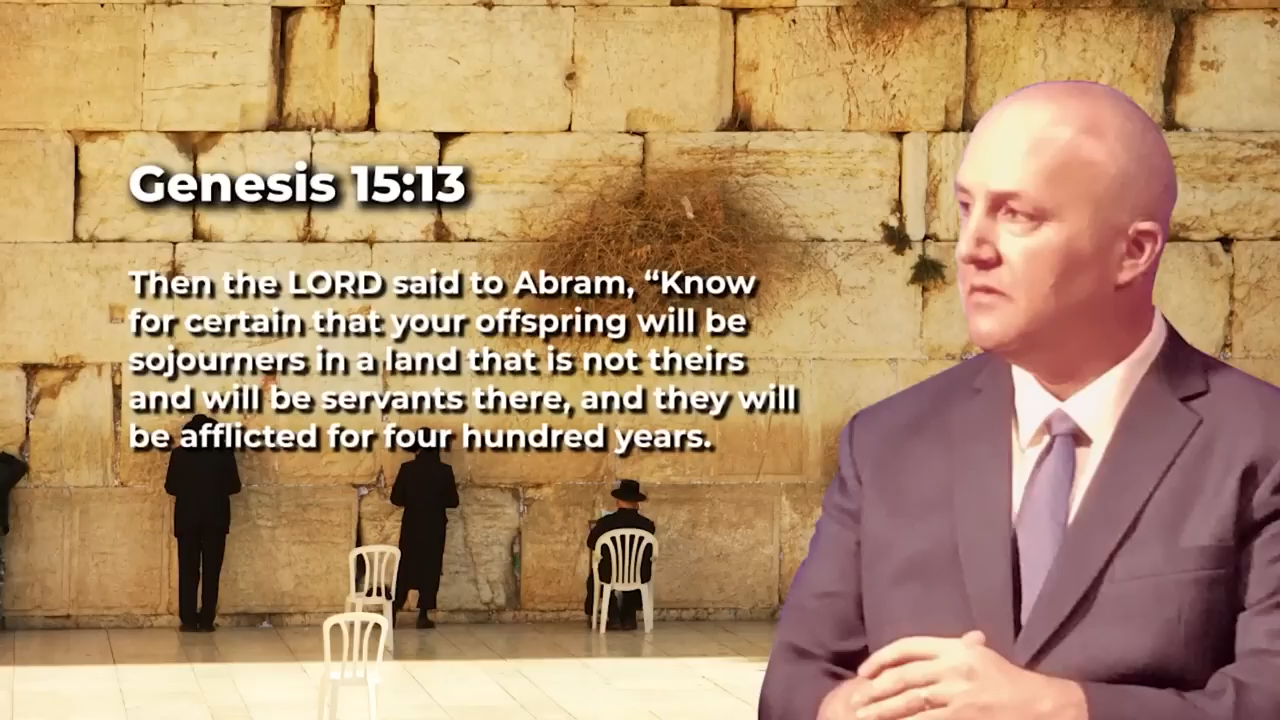 Genesis 15:13
Then the LORD said to Abram, “Know
for certain that your offspring will be
sojourners in a land that is not theirs
and will be servants there, and they will
be afflicted for four hundred years.